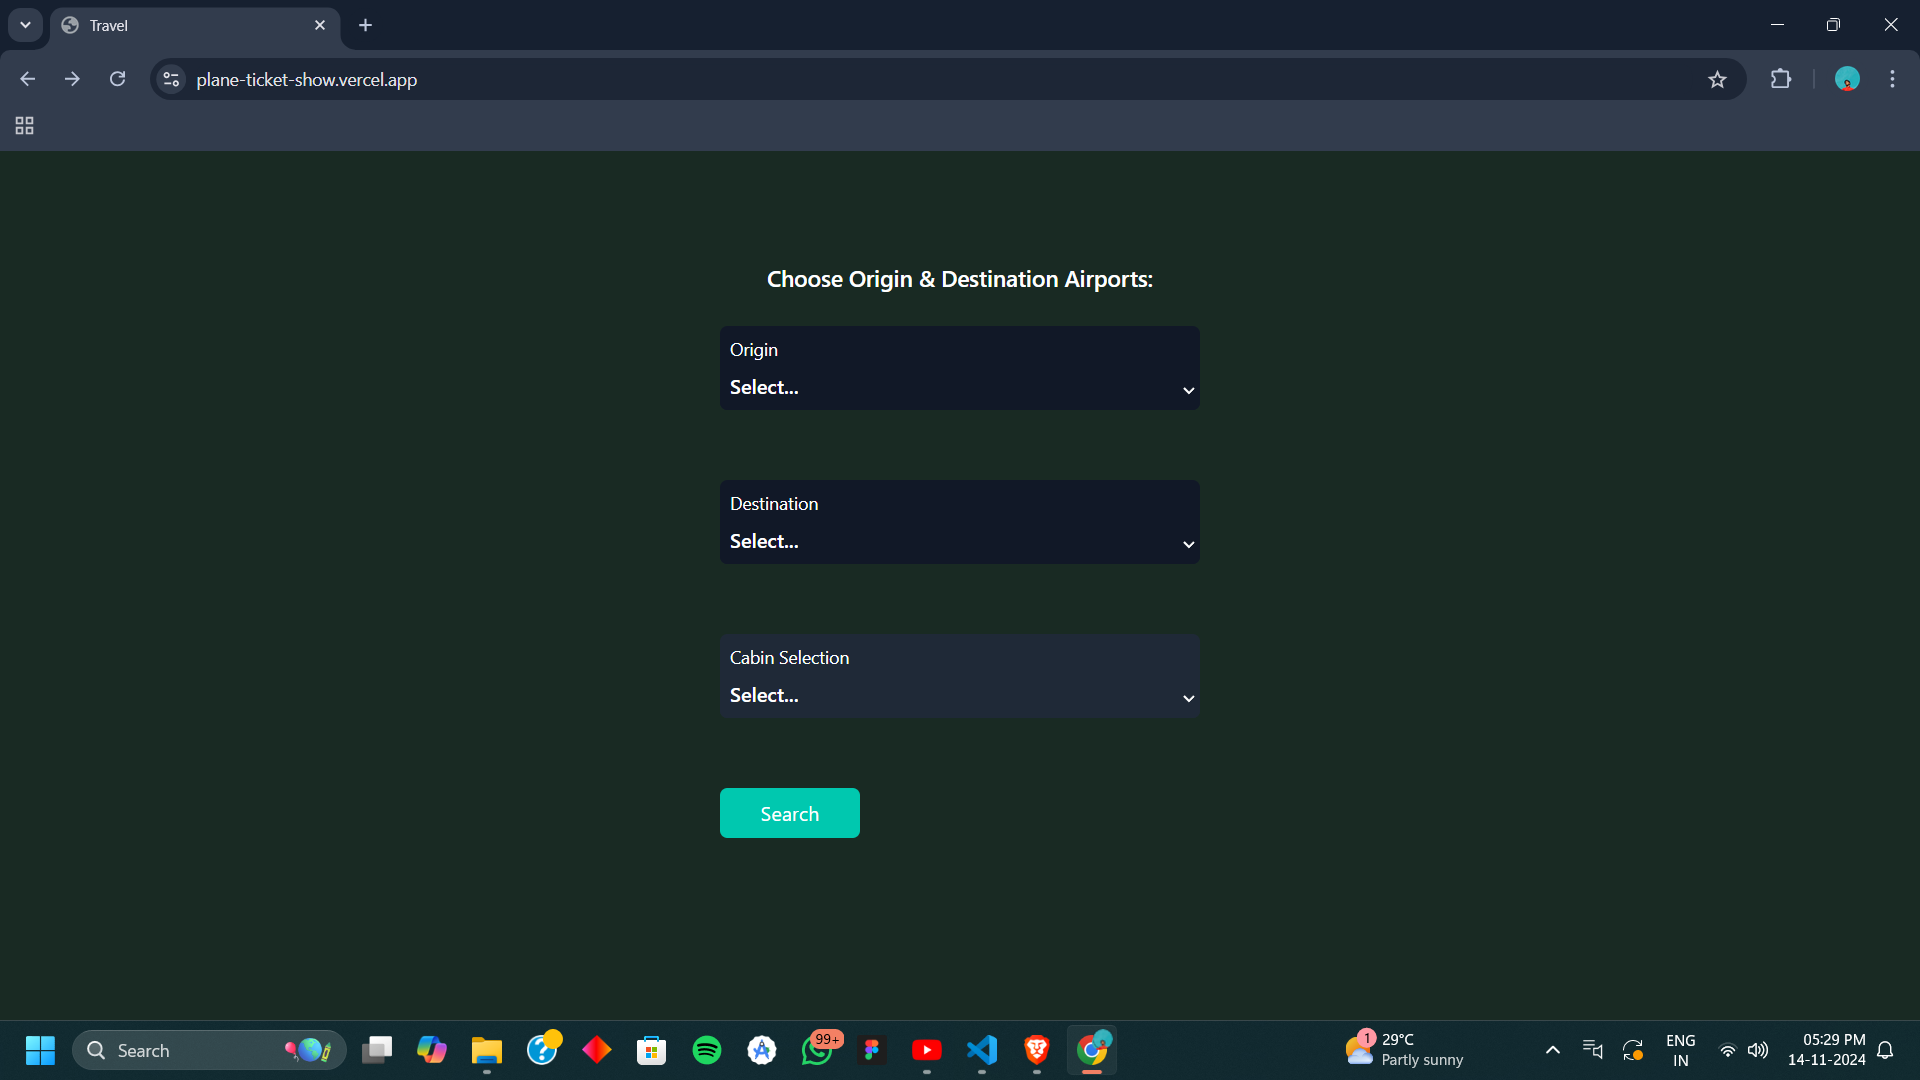 Travel
plane-ticket-show.vercel.app
Choose Origin & Destination Airports:
Origin
Select...
Destination
Select...
Cabin Selection
Select...
Search
Search
99+
1
29°C
Partly sunny
ENG
IN
05:29 PM
14-11-2024